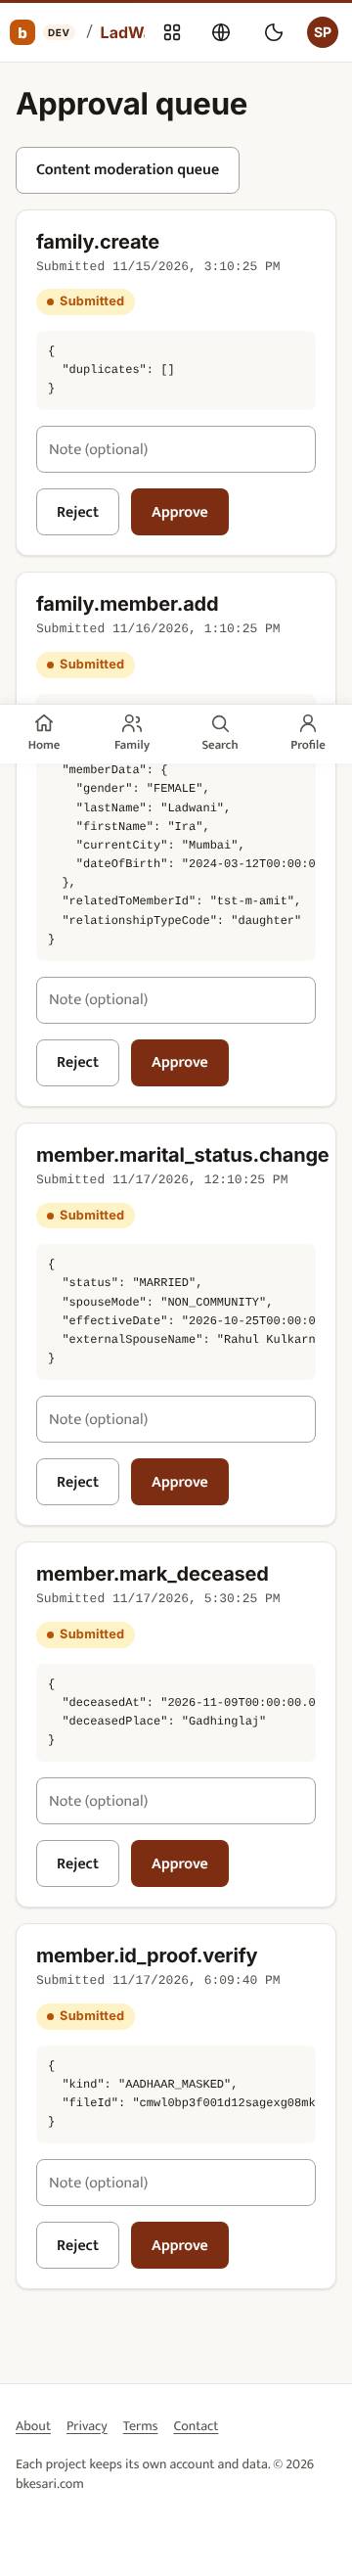 b DEV / LadWa SP
Approval queue
Content moderation queue
family.create
Submitted 11/15/2026, 3:10:25 PM
Submitted
{
"duplicates": []
}
Note (optional)
Reject Approve
family.member.add
Submitted 11/16/2026, 1:10:25 PM
Submitted
Home Family Search Profile
"memberData": {
"gender": "FEMALE",
"lastName": "Ladwani",
"firstName": "Ira",
"currentCity": "Mumbai",
"dateOfBirth": "2024-03-12T00:00:0
},
"relatedToMemberId": "tst-m-amit",
"relationshipTypeCode": "daughter"
}
Note (optional)
Reject Approve
member.marital_status.change
Submitted 11/17/2026, 12:10:25 PM
Submitted
{
"status": "MARRIED",
"spouseMode": "NON_COMMUNITY",
"effectiveDate": "2026-10-25T00:00:0
"externalSpouseName": "Rahul Kulkarn
}
Note (optional)
Reject Approve
member.mark_deceased
Submitted 11/17/2026, 5:30:25 PM
Submitted
{
"deceasedAt": "2026-11-09T00:00:00.0
"deceasedPlace": "Gadhinglaj"
}
Note (optional)
Reject Approve
member.id_proof.verify
Submitted 11/17/2026, 6:09:40 PM
Submitted
{
"kind": "AADHAAR_MASKED",
"fileId": "cmwl0bp3f001d12sagexg08mk
}
Note (optional)
Reject Approve
About Privacy Terms Contact
Each project keeps its own account and data. © 2026
bkesari.com